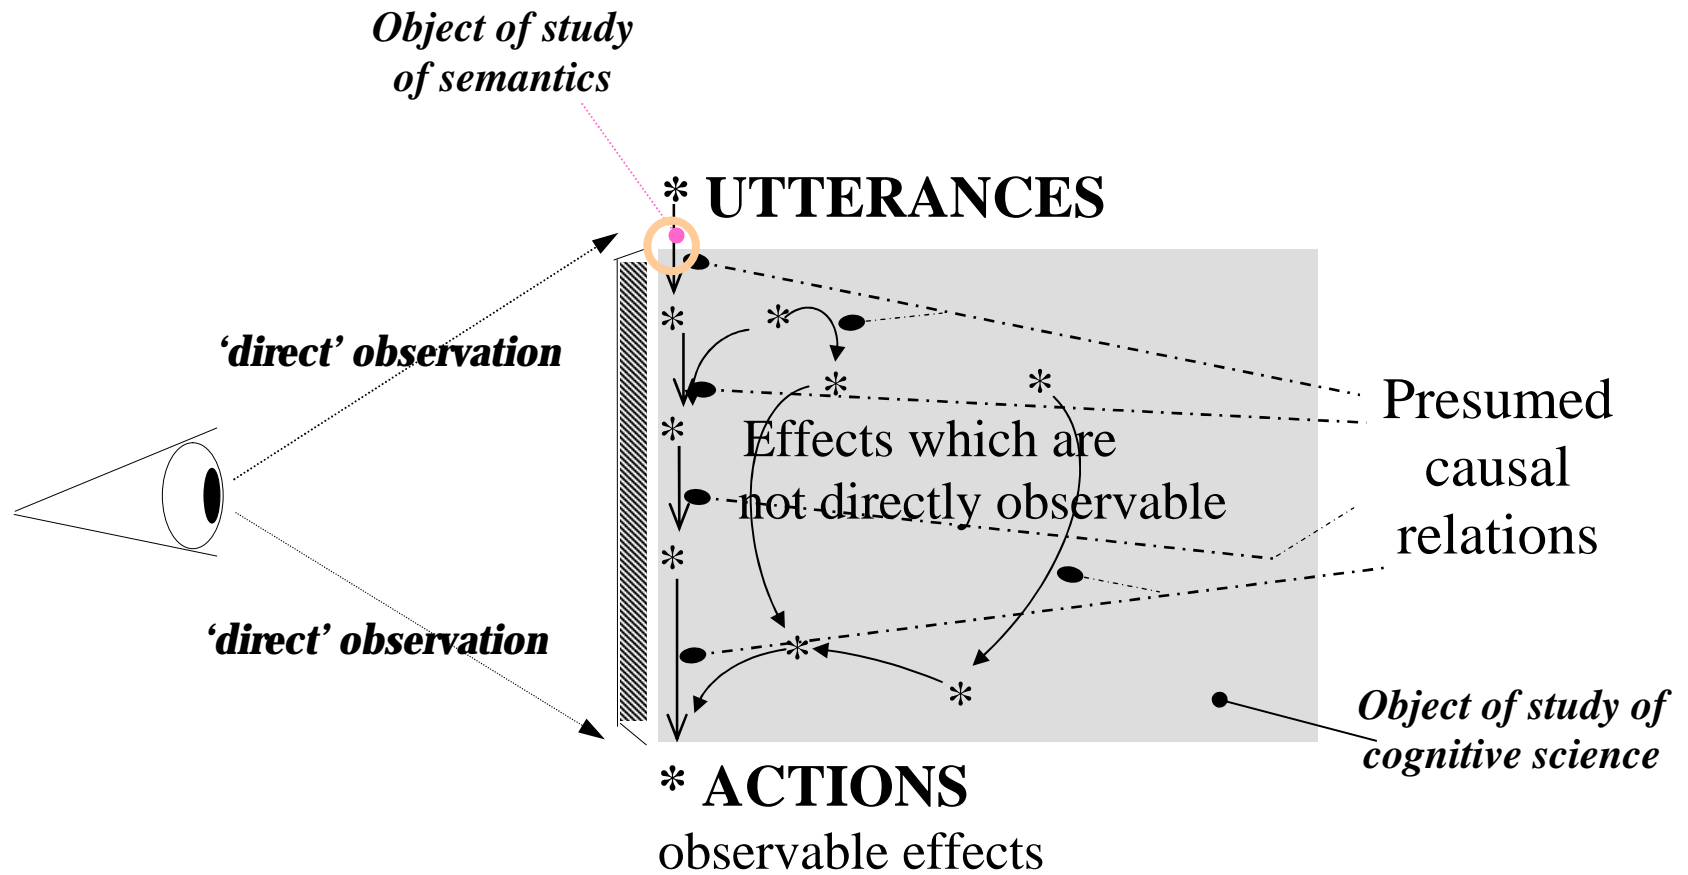 Object of study
of semantics
* UTTERANCES
‘direct’ observation
Effects which are
not directly observable
Presumed
causal
relations
‘direct’ observation
Object of study of
cognitive science
* ACTIONS
observable effects